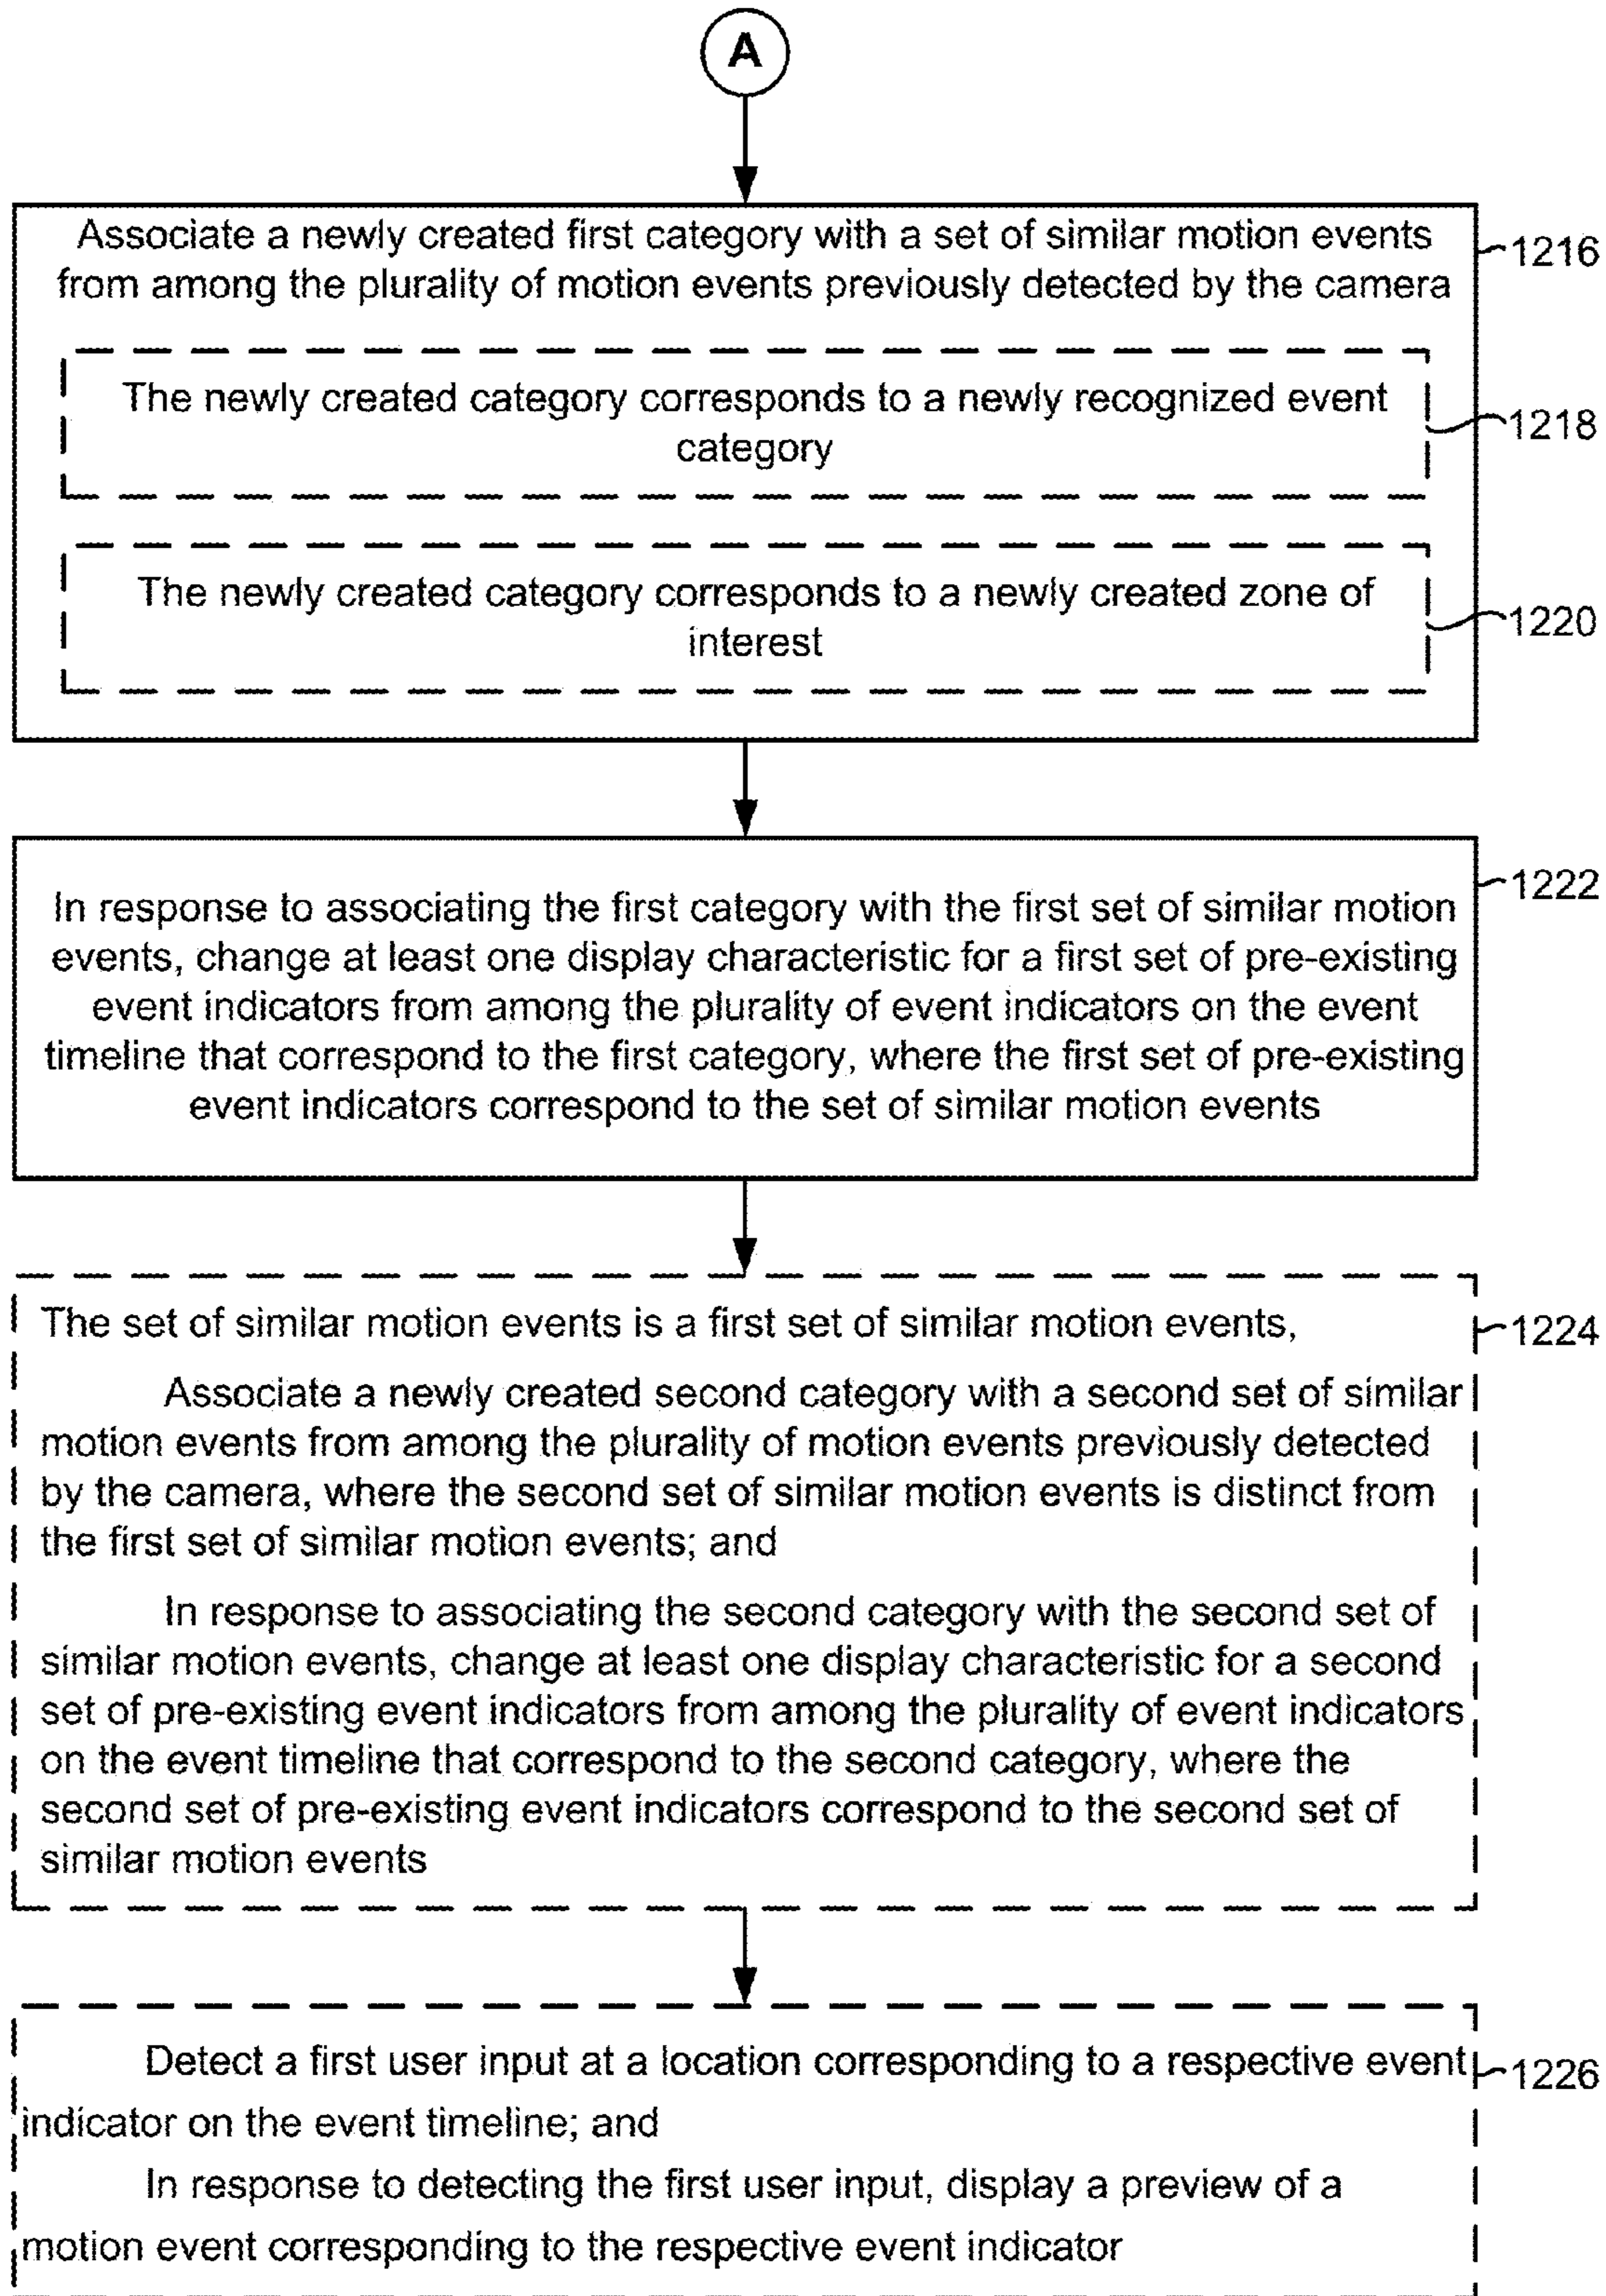 A
Associate a newly created first category with a set of similar motion events
from among the plurality of motion events previously detected by the camera
1216
The newly created category corresponds to a newly recognized event
category
1218
The newly created category corresponds to a newly created zone of
interest
1220
In response to associating the first category with the first set of similar motion
events, change at least one display characteristic for a first set of pre-existing
event indicators from among the plurality of event indicators on the event
timeline that correspond to the first category, where the first set of pre-existing
event indicators correspond to the set of similar motion events
1222
The set of similar motion events is a first set of similar motion events,
1224
Associate a newly created second category with a second set of similar
motion events from among the plurality of motion events previously detected
by the camera, where the second set of similar motion events is distinct from
the first set of similar motion events; and
In response to associating the second category with the second set of
similar motion events, change at least one display characteristic for a second
set of pre-existing event indicators from among the plurality of event indicators
on the event timeline that correspond to the second category, where the
second set of pre-existing event indicators correspond to the second set of
similar motion events
Detect a first user input at a location corresponding to a respective event
1226
indicator on the event timeline; and
In response to detecting the first user input, display a preview of a
motion event corresponding to the respective event indicator